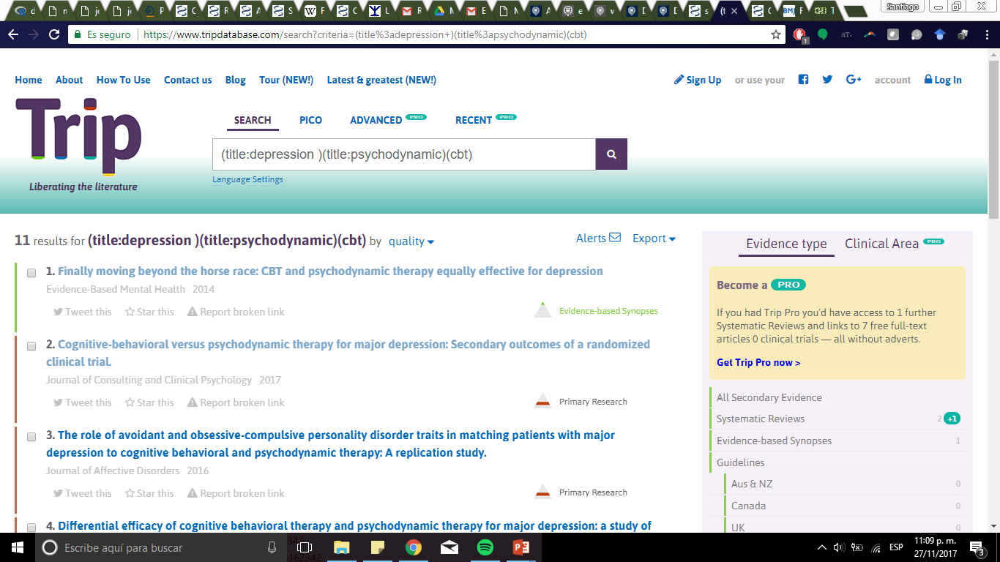 Santiago
Es seguro https://www.tripdatabase.com/search?criteria=(title%3adepression+)(title%3apsychodynamic)(cbt)
1
Home About How To Use Contact us Blog Tour (NEW!) Latest & greatest (NEW!) Sign Up or use your account Log In
Trip
Liberating the literature
SEARCH PICO ADVANCED PRO RECENT PRO
(title:depression )(title:psychodynamic)(cbt)
Language Settings
11 results for (title:depression )(title:psychodynamic)(cbt) by quality
Alerts Export
1. Finally moving beyond the horse race: CBT and psychodynamic therapy equally effective for depression
Evidence-Based Mental Health 2014
Tweet this Star this Report broken link
Evidence-based Synopses
2. Cognitive-behavioral versus psychodynamic therapy for major depression: Secondary outcomes of a randomized
clinical trial.
Journal of Consulting and Clinical Psychology 2017
Tweet this Star this Report broken link
Primary Research
3. The role of avoidant and obsessive-compulsive personality disorder traits in matching patients with major
depression to cognitive behavioral and psychodynamic therapy: A replication study.
Journal of Affective Disorders 2016
Tweet this Star this Report broken link
Primary Research
4. Differential efficacy of cognitive behavioral therapy and psychodynamic therapy for major depression: a study of
Evidence type Clinical Area PRO
Become a PRO
If you had Trip Pro you'd have access to 1 further
Systematic Reviews and links to 7 free full-text
articles 0 clinical trials — all without adverts.
Get Trip Pro now >
All Secondary Evidence
Systematic Reviews 2 +1
Evidence-based Synopses 1
Guidelines
Aus & NZ 0
Canada 0
UK 0
Escribe aquí para buscar
ESP
11:09 p. m.
27/11/2017
3